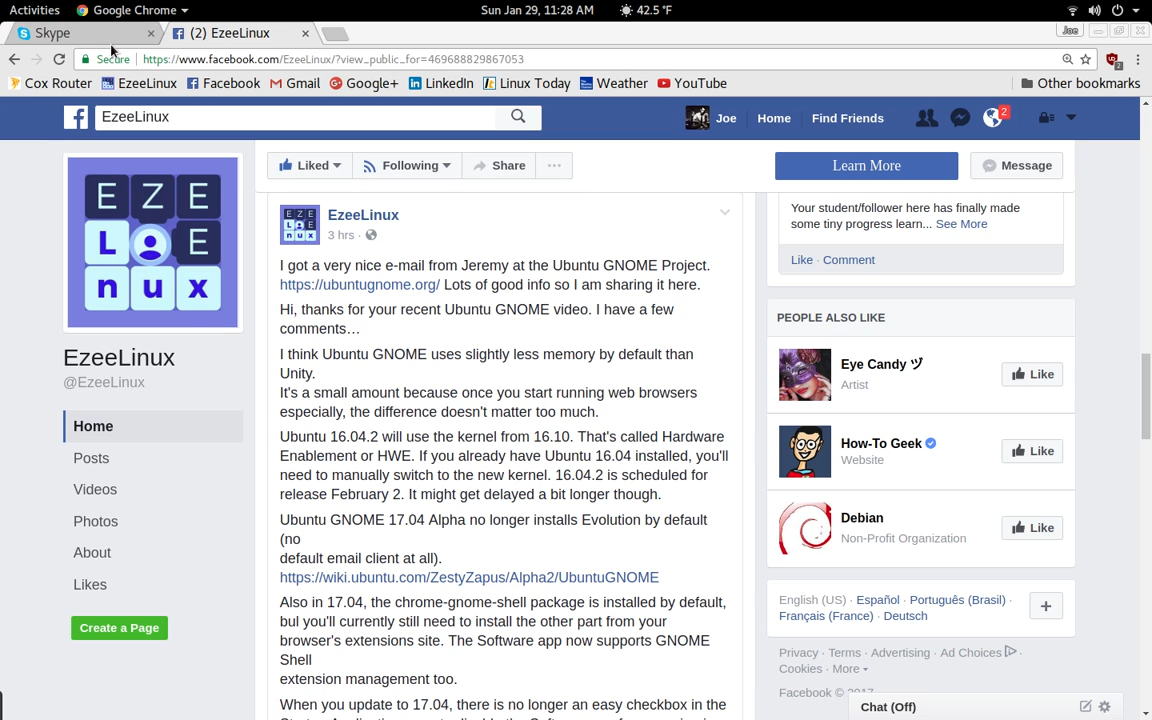 Activities
Google Chrome
Sun Jan 29, 11:28 AM
42.5 °F
Skype
(2) EzeeLinux
Joe
Secure
https://www.facebook.com/EzeeLinux/?view_public_for=469688829867053
Cox Router
EzeeLinux
Facebook
Gmail
Google+
LinkedIn
Linux Today
Weather
YouTube
Other bookmarks
EzeeLinux
Joe
Home
Find Friends
2
Liked
Following
Share
Learn More
Message
E Z E
L E
n u x
EzeeLinux
@EzeeLinux
Home
Posts
Videos
Photos
About
Likes
Create a Page
EzeeLinux
3 hrs ·
I got a very nice e-mail from Jeremy at the Ubuntu GNOME Project.
https://ubuntugnome.org/ Lots of good info so I am sharing it here.
Hi, thanks for your recent Ubuntu GNOME video. I have a few
comments…
I think Ubuntu GNOME uses slightly less memory by default than
Unity.
It's a small amount because once you start running web browsers
especially, the difference doesn't matter too much.
Ubuntu 16.04.2 will use the kernel from 16.10. That's called Hardware
Enablement or HWE. If you already have Ubuntu 16.04 installed, you'll
need to manually switch to the new kernel. 16.04.2 is scheduled for
release February 2. It might get delayed a bit longer though.
Ubuntu GNOME 17.04 Alpha no longer installs Evolution by default
(no
default email client at all).
https://wiki.ubuntu.com/ZestyZapus/Alpha2/UbuntuGNOME
Also in 17.04, the chrome-gnome-shell package is installed by default,
but you'll currently still need to install the other part from your
browser's extensions site. The Software app now supports GNOME
Shell
extension management too.
When you update to 17.04, there is no longer an easy checkbox in the
Your student/follower here has finally made
some tiny progress learn... See More
Like · Comment
PEOPLE ALSO LIKE
Eye Candy ツ
Artist
Like
How-To Geek
Website
Like
Debian
Non-Profit Organization
Like
English (US) · Español · Português (Brasil) ·
Français (France) · Deutsch
Privacy · Terms · Advertising · Ad Choices ·
Cookies · More
Facebook © 2017
Chat (Off)